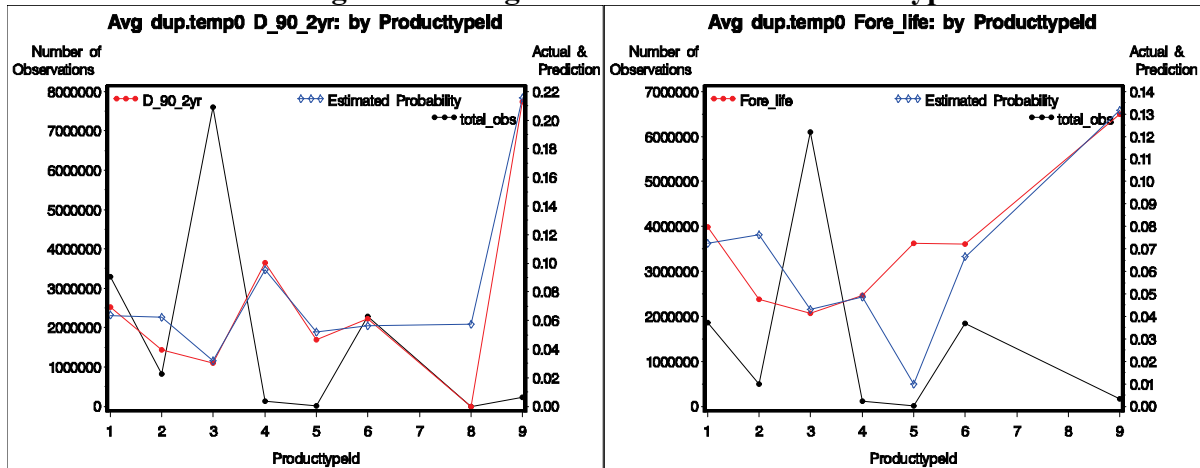 Avg dup.temp0 D_90_2yr: by ProductypeId
Number of Observations
Actual & Prediction
D_90_2yr
Estimated Probability
total_obs
8000000
7000000
6000000
5000000
4000000
3000000
2000000
1000000
0
0.22
0.20
0.18
0.16
0.14
0.12
0.10
0.08
0.06
0.04
0.02
0.00
1 2 3 4 5 6 7 8 9
ProducttypeId
Avg dup.temp0 Fore_life: by ProductypeId
Number of Observations
Actual & Prediction
Fore_life
Estimated Probability
total_obs
7000000
6000000
5000000
4000000
3000000
2000000
1000000
0
0.14
0.13
0.12
0.11
0.10
0.09
0.08
0.07
0.06
0.05
0.04
0.03
0.02
0.01
0.00
1 2 3 4 5 6 7 8 9
ProducttypeId